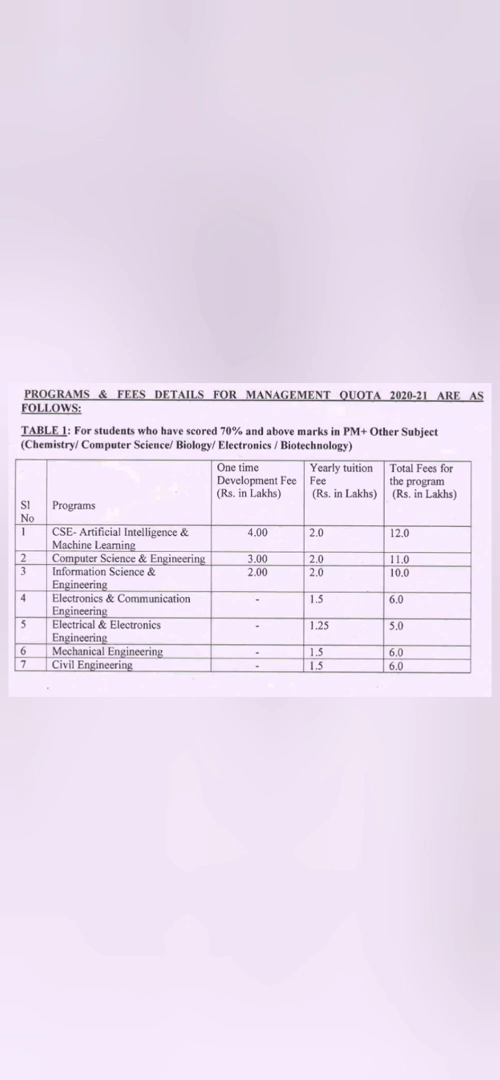 PROGRAMS & FEES DETAILS FOR MANAGEMENT QUOTA 2020-21 ARE AS
FOLLOWS:
TABLE 1: For students who have scored 70% and above marks in PM+ Other Subject
(Chemistry/ Computer Science/ Biology/ Electronics / Biotechnology)
Sl No Programs One time Development Fee (Rs. in Lakhs) Yearly tuition Fee (Rs. in Lakhs) Total Fees for the program (Rs. in Lakhs)
1 CSE- Artificial Intelligence & Machine Learning 4.00 2.0 12.0
2 Computer Science & Engineering 3.00 2.0 11.0
3 Information Science & Engineering 2.00 2.0 10.0
4 Electronics & Communication Engineering - 1.5 6.0
5 Electrical & Electronics Engineering - 1.25 5.0
6 Mechanical Engineering - 1.5 6.0
7 Civil Engineering - 1.5 6.0